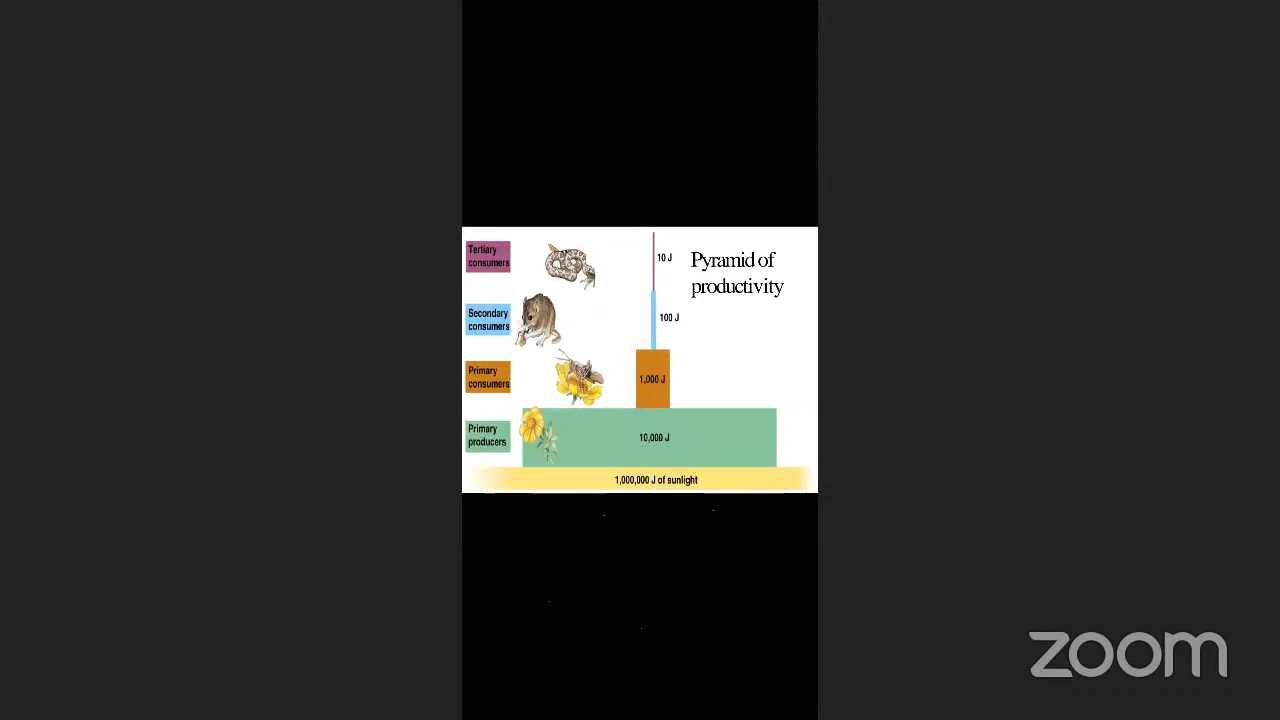 Tertiary
consumers
10 J
Pyramid of
productivity
Secondary
consumers
100 J
Primary
consumers
1,000 J
Primary
producers
10,000 J
1,000,000 J of sunlight
zoom